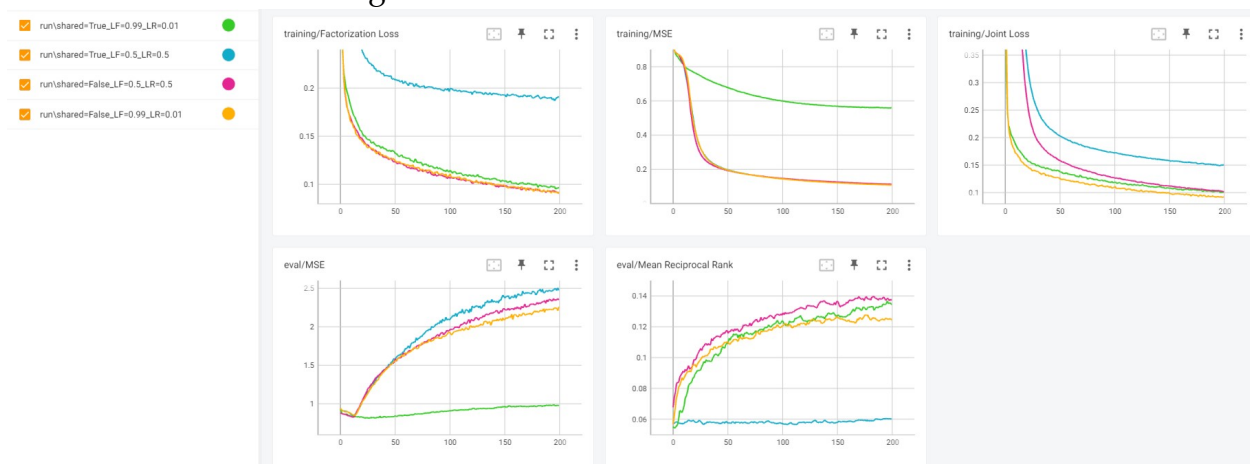 run\shared=True_LF=0.99_LR=0.01
run\shared=True_LF=0.5_LR=0.5
run\shared=False_LF=0.5_LR=0.5
run\shared=False_LF=0.99_LR=0.01
training/Factorization Loss
0.2
0.15
0.1
0 50 100 150 200
training/MSE
0.8
0.6
0.4
0.2
0 50 100 150 200
training/Joint Loss
0.35
0.3
0.25
0.2
0.15
0.1
0 50 100 150 200
eval/MSE
2.5
2
1.5
1
0 50 100 150 200
eval/Mean Reciprocal Rank
0.14
0.12
0.1
0.08
0.06
0 50 100 150 200